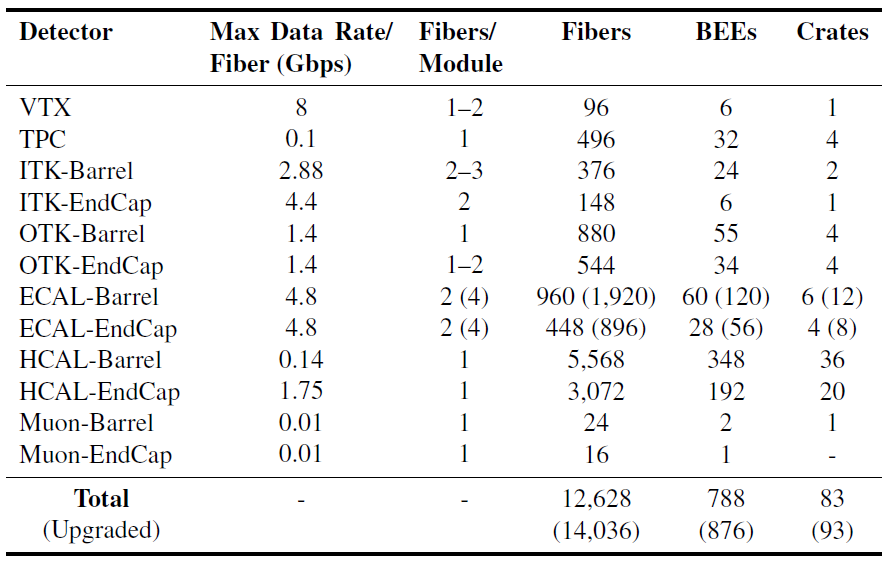 Detector Max Data Rate/ Fibers/ Fibers BEEs Crates
Fiber (Gbps) Module
VTX 8 1–2 96 6 1
TPC 0.1 1 496 32 4
ITK-Barrel 2.88 2–3 376 24 2
ITK-EndCap 4.4 2 148 6 1
OTK-Barrel 1.4 1 880 55 4
OTK-EndCap 1.4 1–2 544 34 4
ECAL-Barrel 4.8 2 (4) 960 (1,920) 60 (120) 6 (12)
ECAL-EndCap 4.8 2 (4) 448 (896) 28 (56) 4 (8)
HCAL-Barrel 0.14 1 5,568 348 36
HCAL-EndCap 1.75 1 3,072 192 20
Muon-Barrel 0.01 1 24 2 1
Muon-EndCap 0.01 1 16 1 -
Total - - 12,628 788 83
(Upgraded) (14,036) (876) (93)